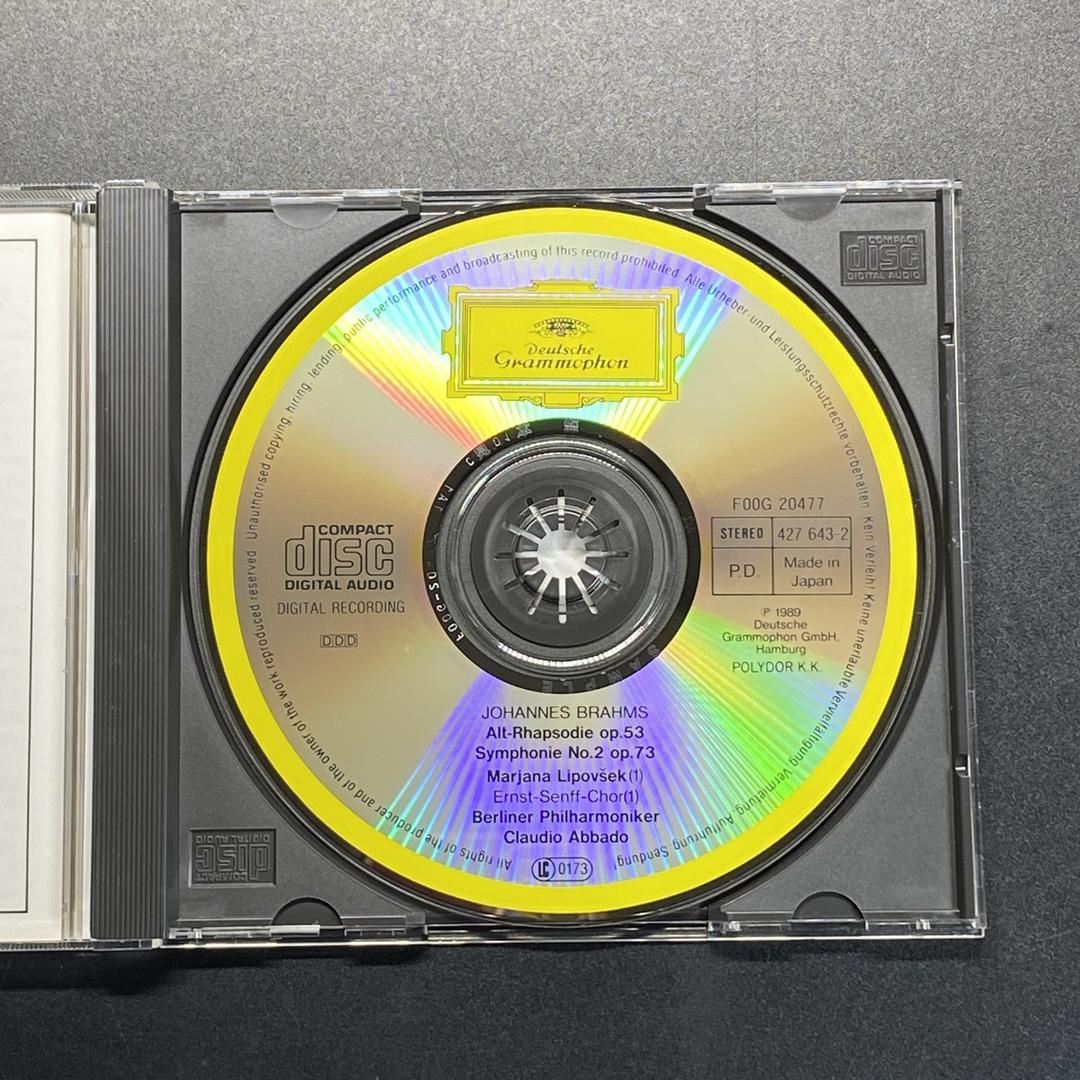 All rights of the producer and of the owner of the work reproduced reserved. Unauthorised copying, hiring, lending, public performance and broadcasting of this record prohibited. Alle Urheber-und Leistungsschutzrechte vorbehalten. Kein Verleih! Keine unerlaubte Vervielfältigung, Vermietung, Aufführung, Sendung!
Deutsche
Grammophon
COMPACT
disc
DIGITAL AUDIO
COMPACT
disc
DIGITAL AUDIO
DIGITAL RECORDING
DDD
F00G 20477
STEREO
427 643-2
P.D.
Made in
Japan
℗ 1989
Deutsche
Grammophon GmbH,
Hamburg
POLYDOR K.K.
SAMPLE
JOHANNES BRAHMS
Alt-Rhapsodie op.53
Symphonie No.2 op.73
Marjana Lipovšek(1)
Ernst-Senff-Chor(1)
Berliner Philharmoniker
Claudio Abbado
LC 0173
COMPACT
disc
DIGITAL AUDIO